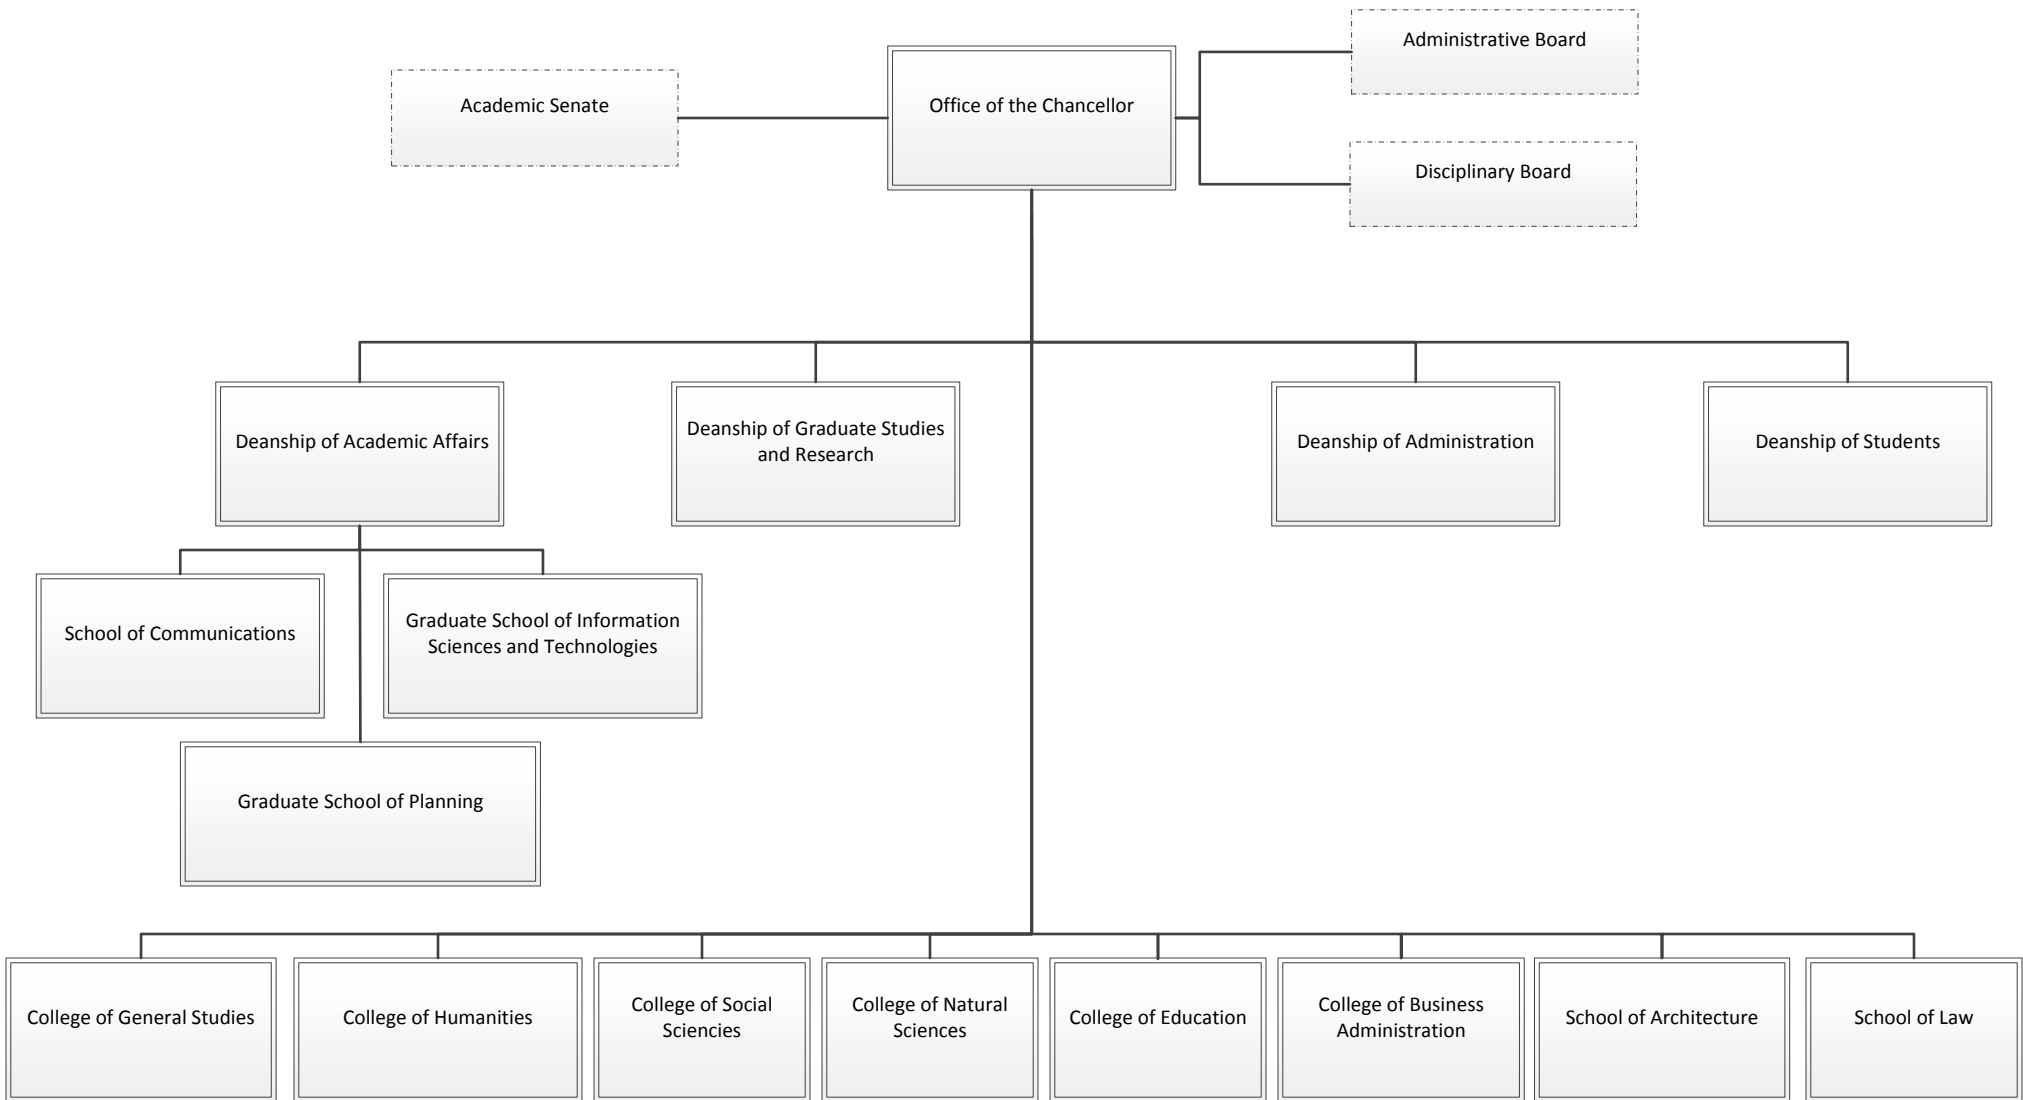 Administrative Board
Academic Senate
Office of the Chancellor
Disciplinary Board
Deanship of Academic Affairs
Deanship of Graduate Studies
and Research
Deanship of Administration
Deanship of Students
School of Communications
Graduate School of Information
Sciences and Technologies
Graduate School of Planning
College of General Studies
College of Humanities
College of Social
Sciencies
College of Natural
Sciences
College of Education
College of Business
Administration
School of Architecture
School of Law